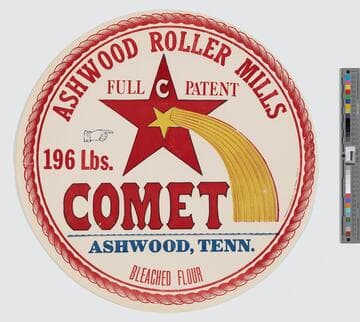 ASHWOOD ROLLER MILLS
FULL C PATENT
196 Lbs.
COMET
ASHWOOD, TENN.
BLEACHED FLOUR